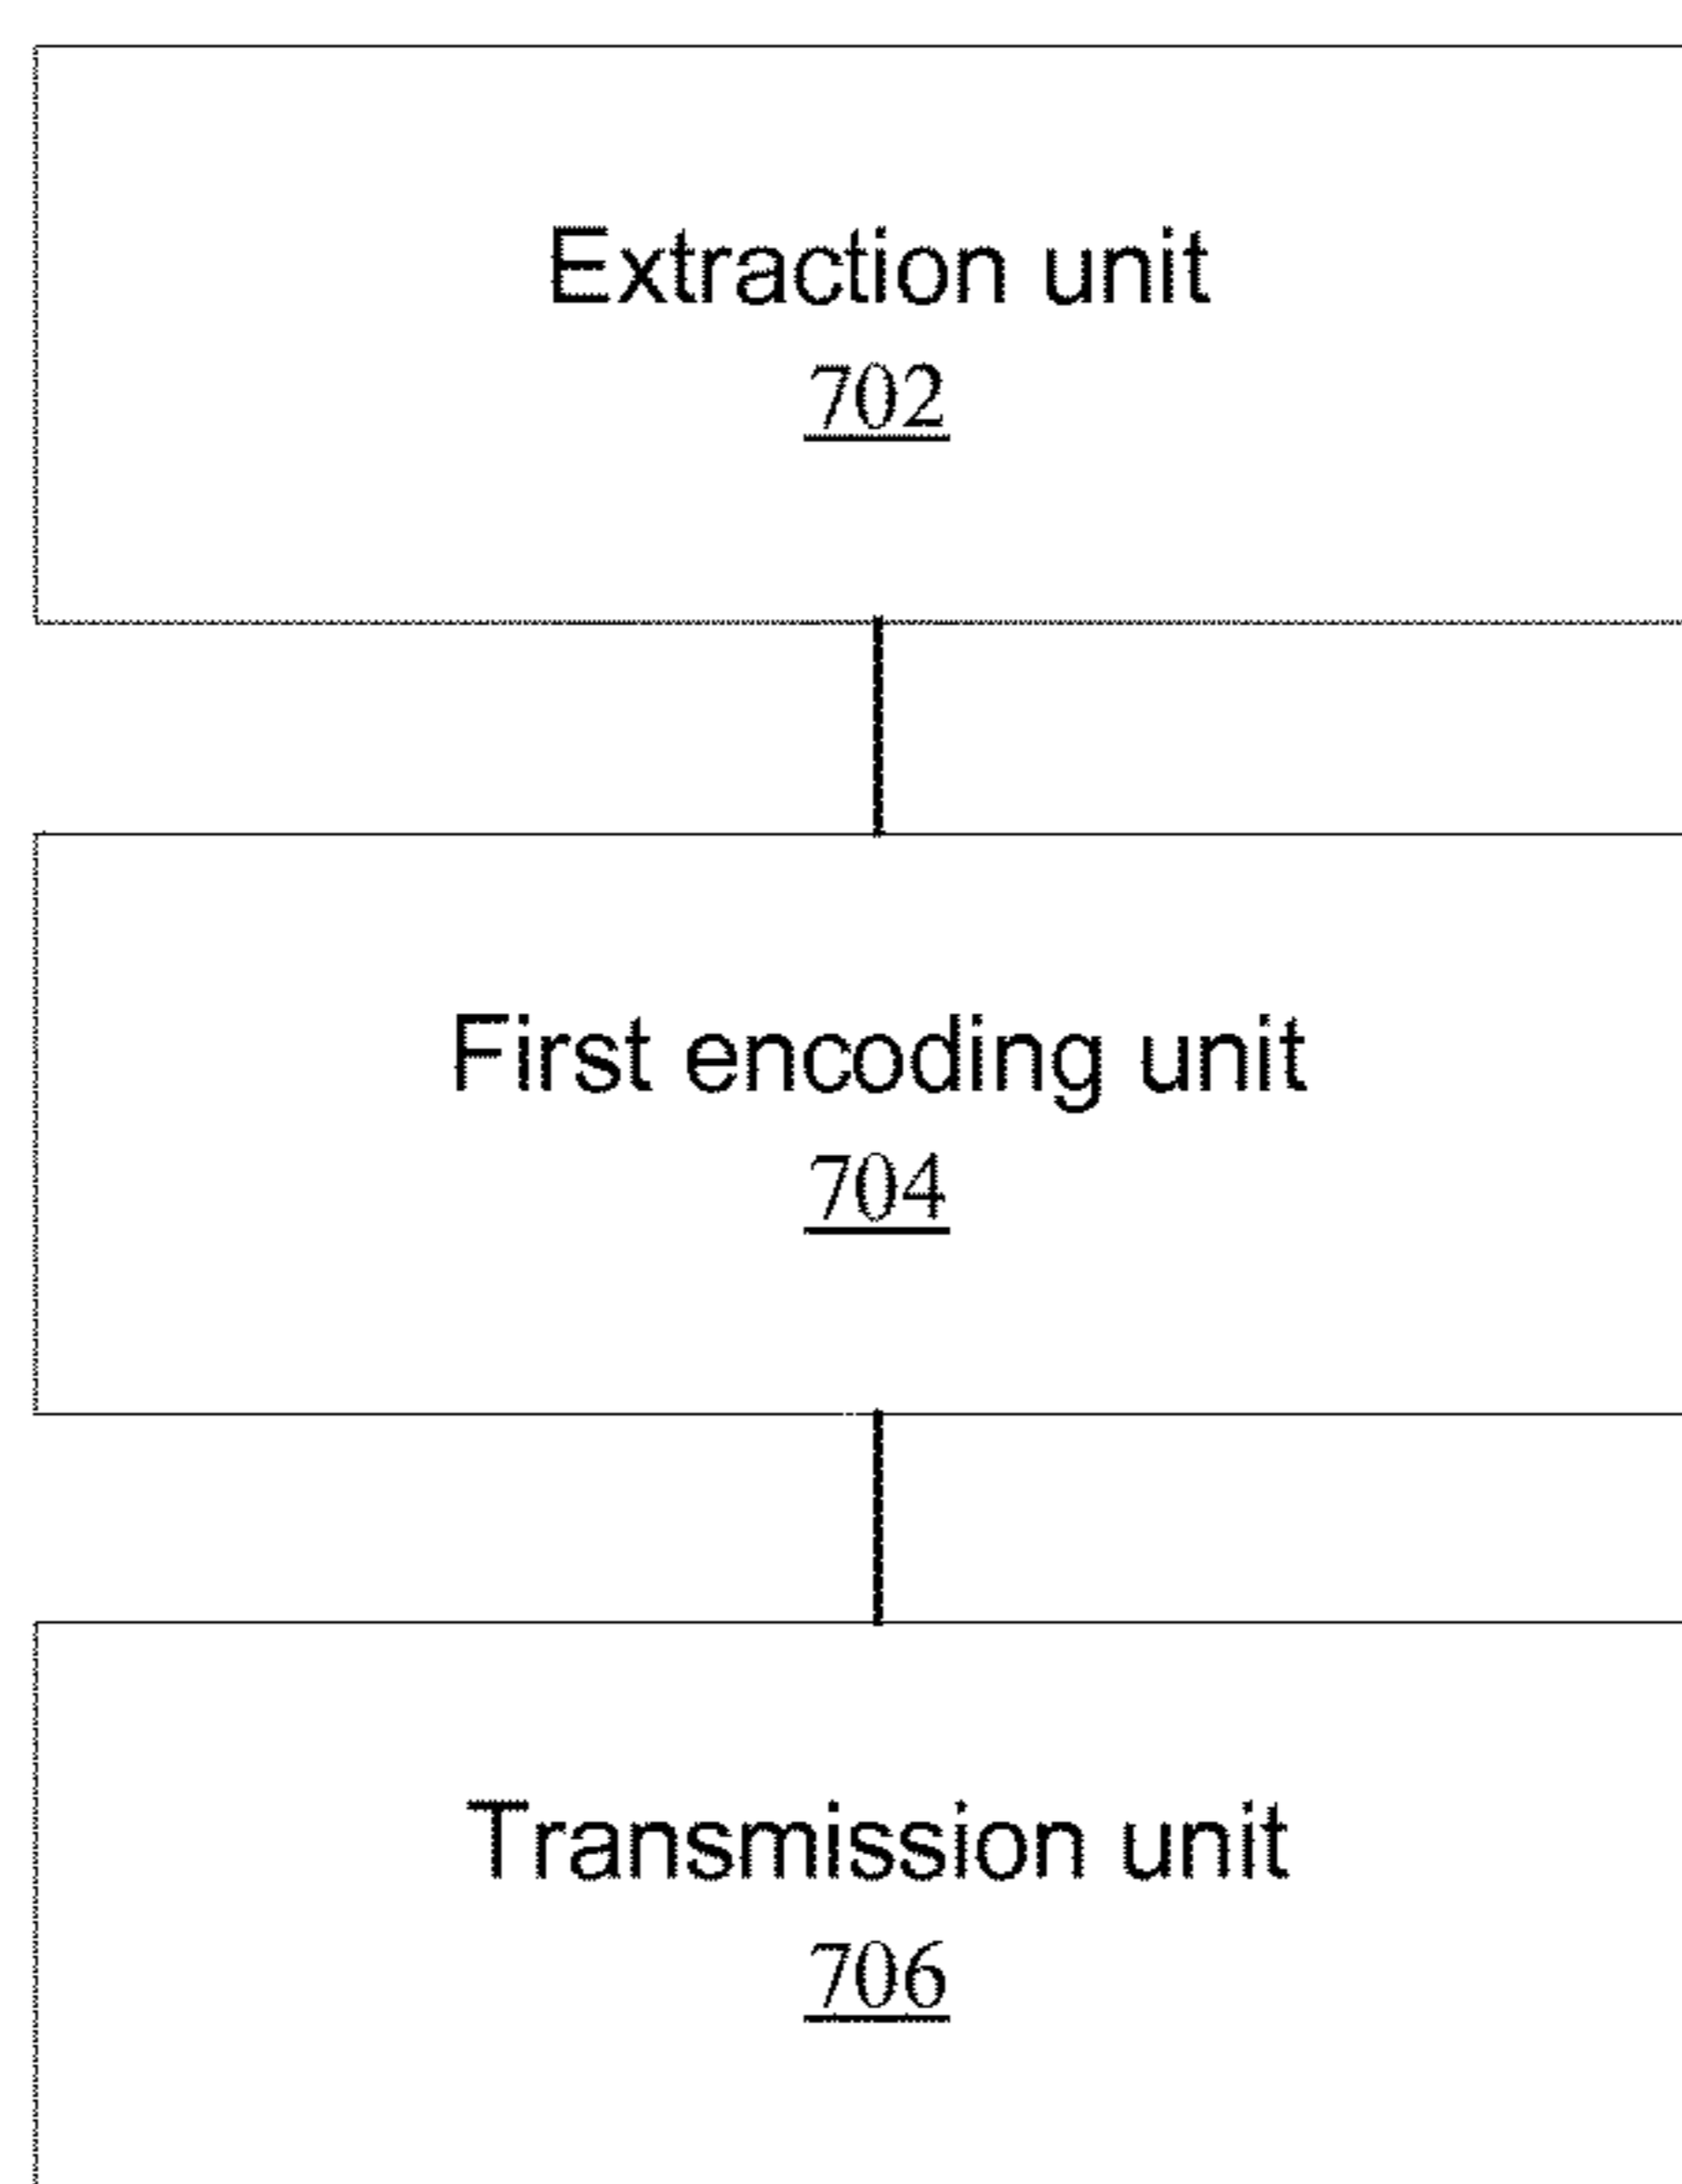 Extraction unit
702
First encoding unit
704
Transmission unit
706